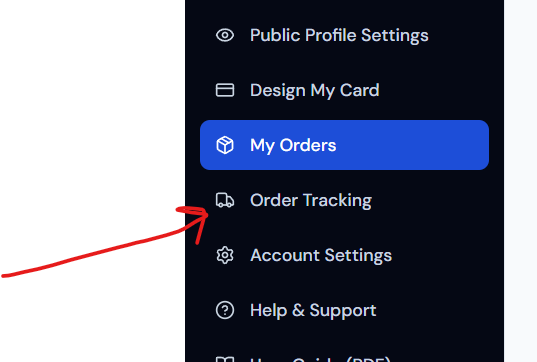 Public Profile Settings
Design My Card
My Orders
Order Tracking
Account Settings
Help & Support